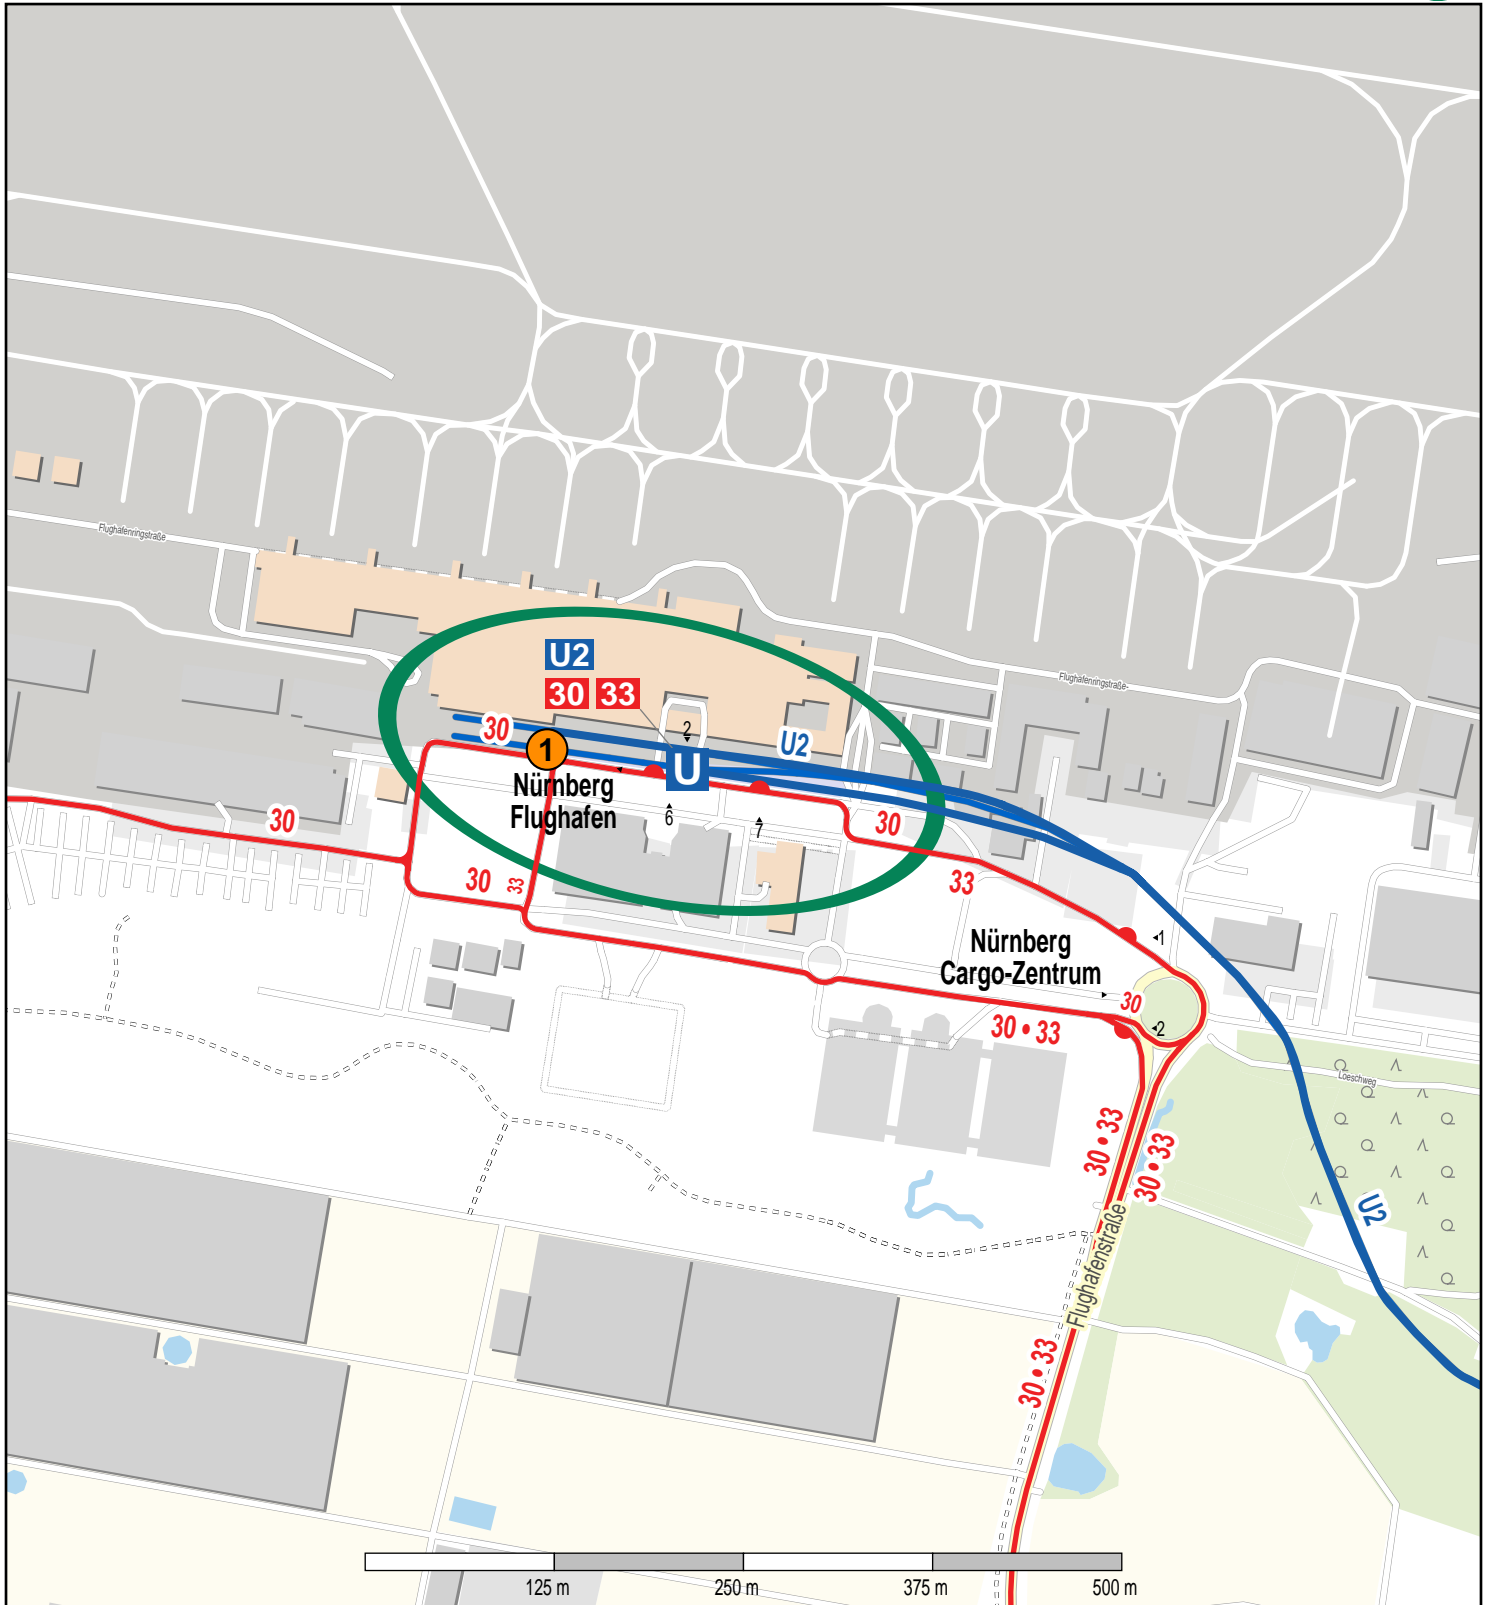 Flughafenringstraße
U2
30 33
Flughafenringstraße-
30
1
2
U2
U
Nürnberg
Flughafen
6
7
30
30
30
33
33
Nürnberg
Cargo-Zentrum
1
30
30 • 33
2
Loeschweg
30 • 33
30 • 33
U2
Flughafenstraße
30 • 33
125 m
250 m
375 m
500 m